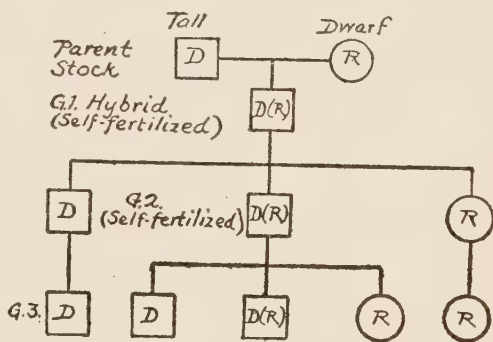 Tall
Dwarf
Parent
Stock
D
R
G.1. Hybrid
(Self-fertilized)
D(R)
D
G.2.
(Self-fertilized)
D(R)
R
G.3.
D
D
D(R)
R
R